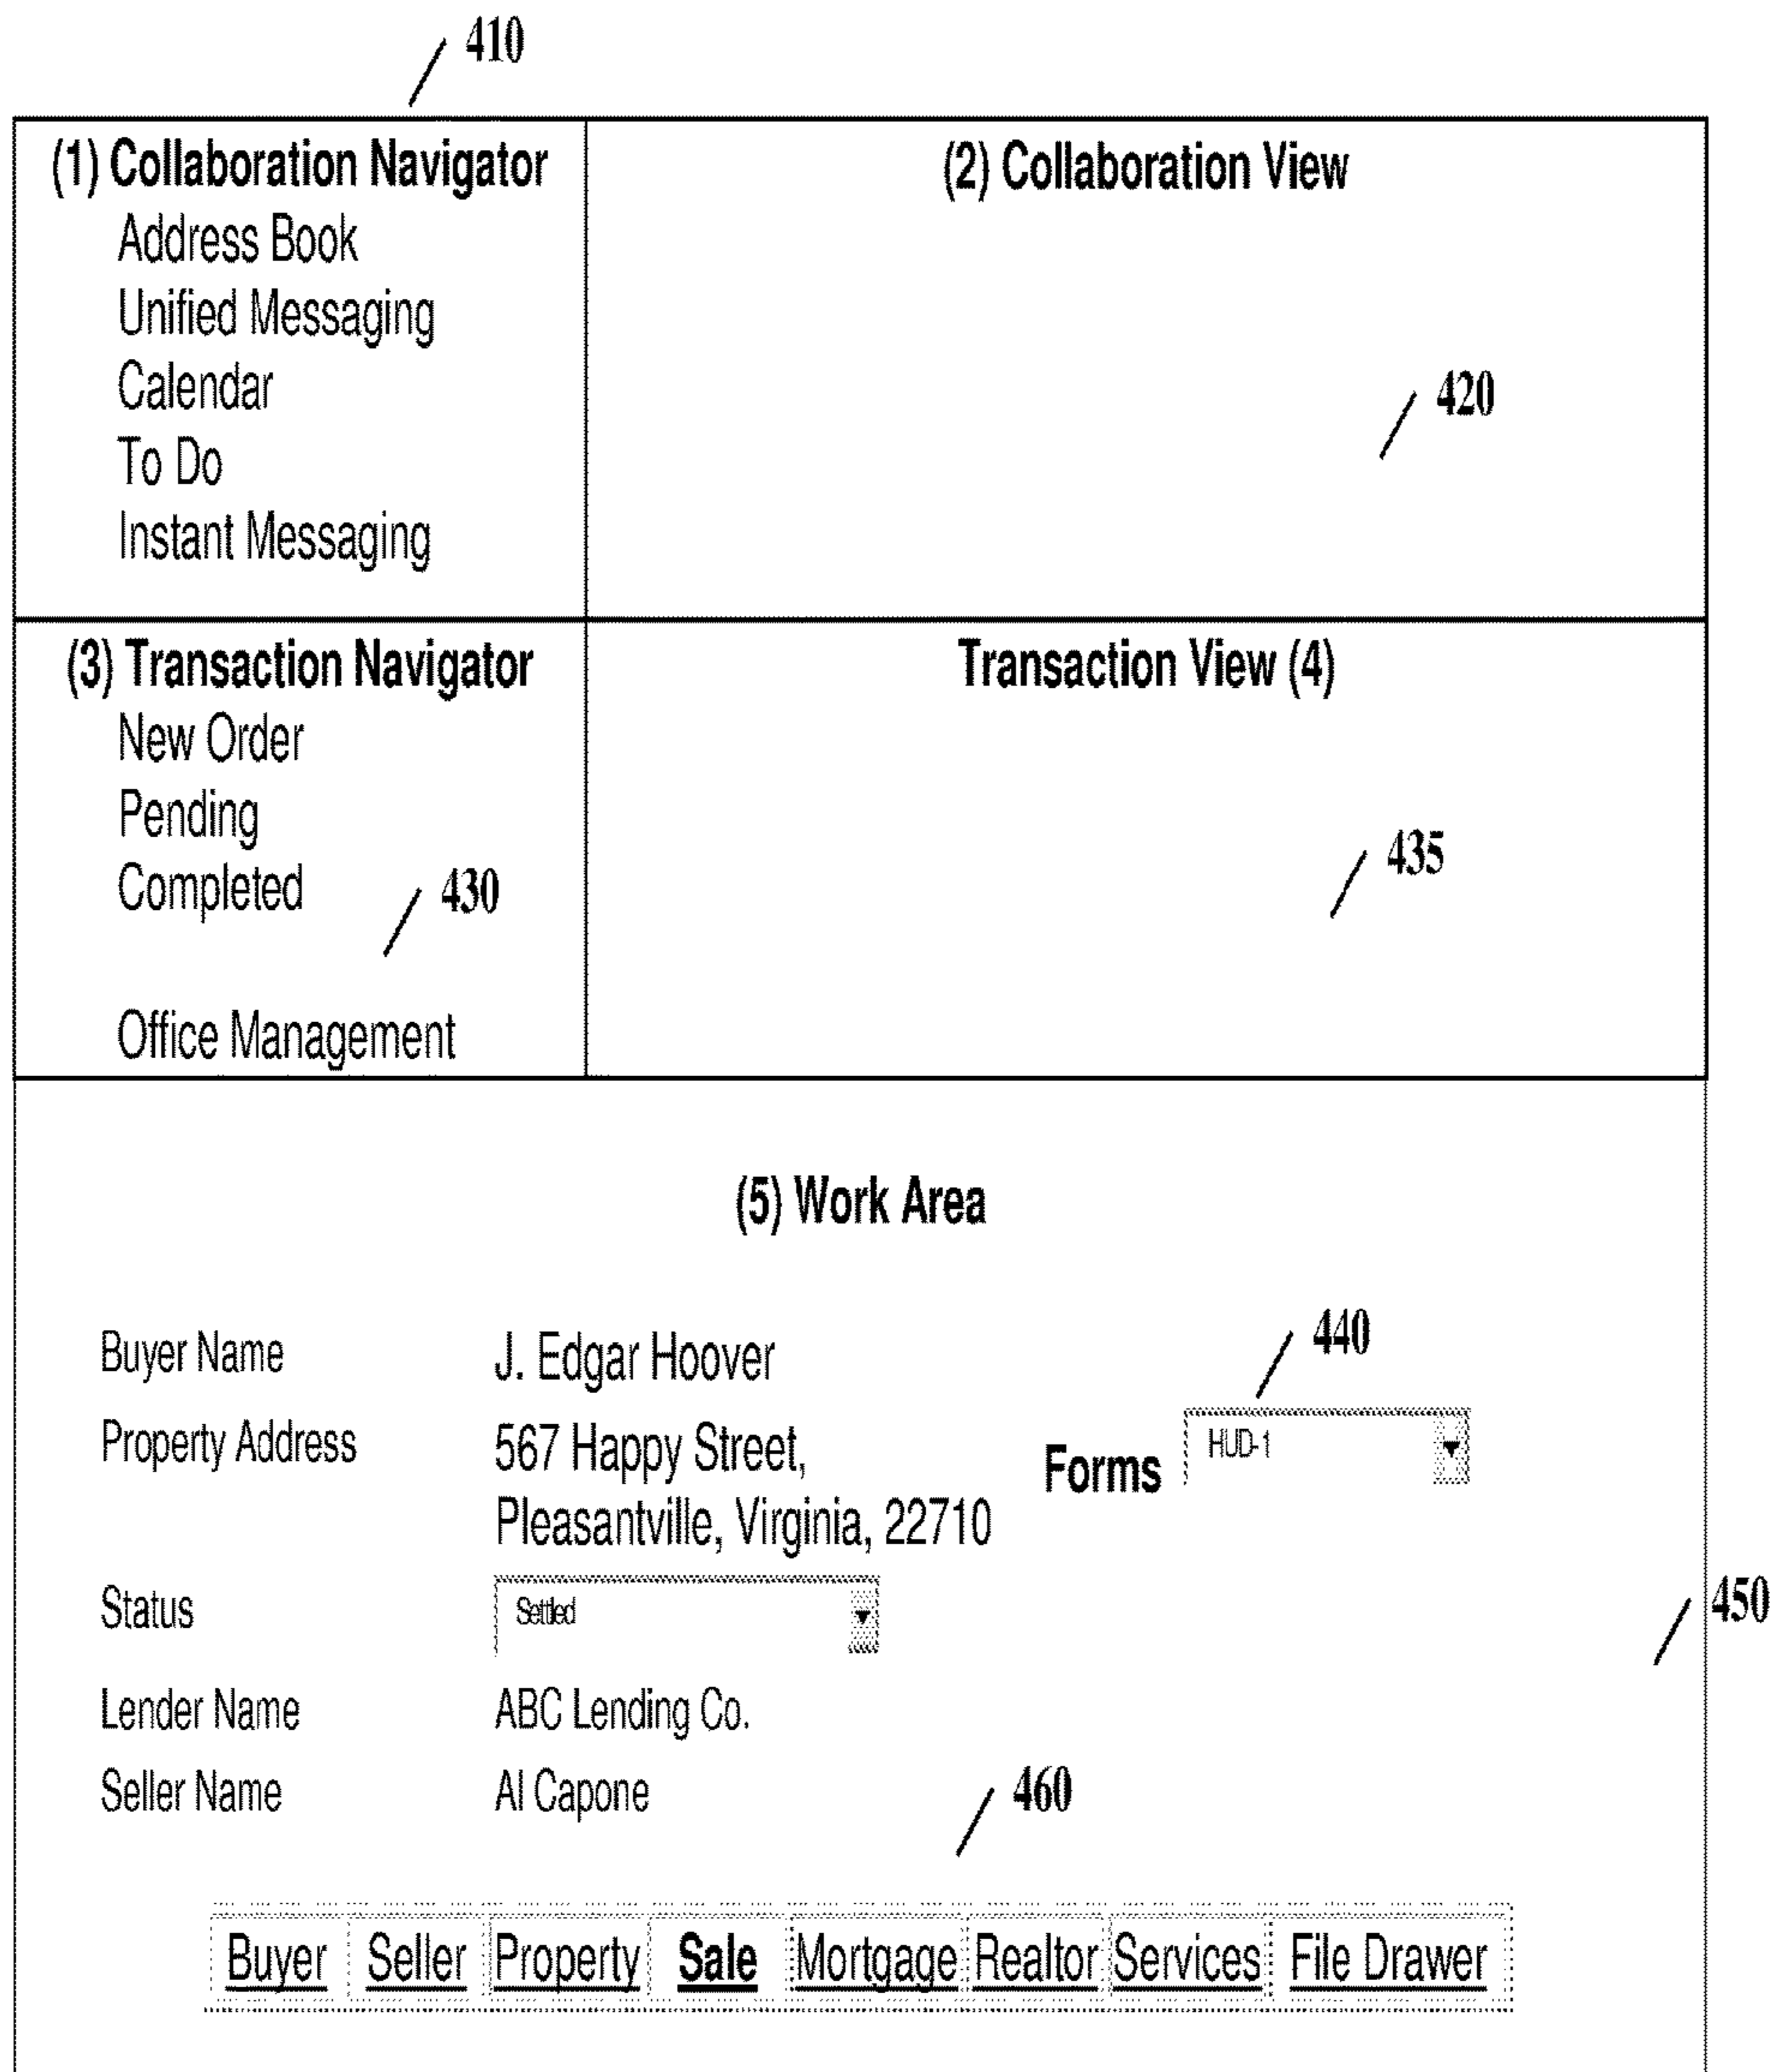 410
(1) Collaboration Navigator
Address Book
Unified Messaging
Calendar
To Do
Instant Messaging
(2) Collaboration View
420
(3) Transaction Navigator
New Order
Pending
Completed
430
Office Management
Transaction View (4)
435
(5) Work Area
Buyer Name J. Edgar Hoover
440
Property Address 567 Happy Street,
Pleasantville, Virginia, 22710
Forms HUD-1
Status Settled
450
Lender Name ABC Lending Co.
Seller Name Al Capone
460
Buyer Seller Property Sale Mortgage Realtor Services File Drawer